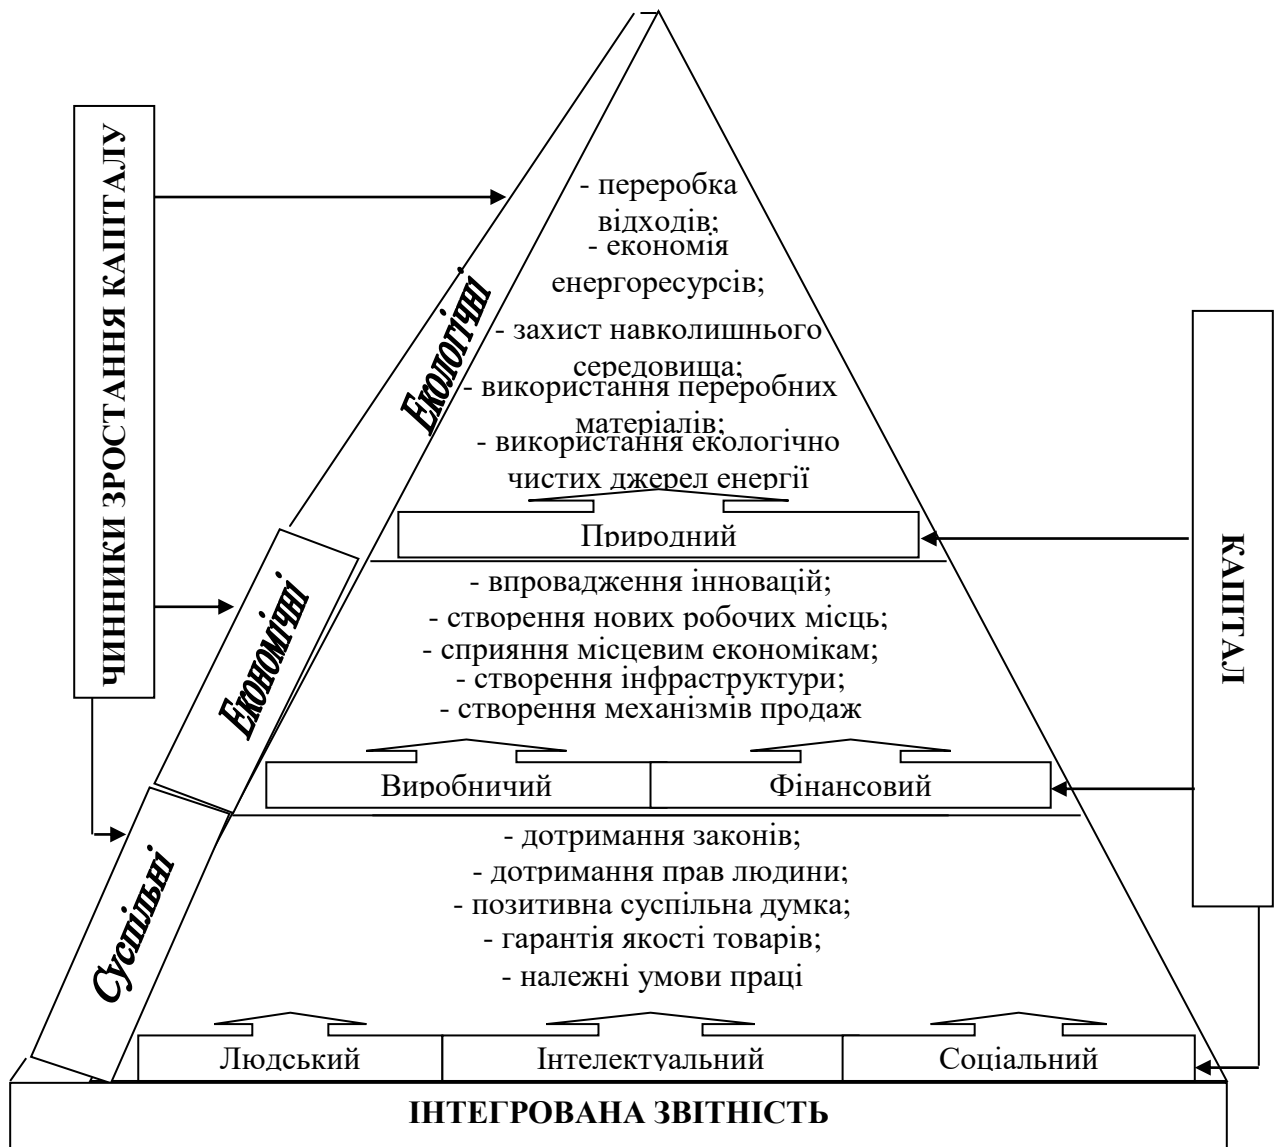 ЧИННИКИ ЗРОСТАННЯ КАПІТАЛУ
- переробка
відходів;
- економія
енергоресурсів;
- захист навколишнього
середовища;
- використання переробних
матеріалів;
- використання екологічно
чистих джерел енергії
Екологічні
Природний
КАПІТАЛ
- впровадження інновацій;
- створення нових робочих місць;
- сприяння місцевим економікам;
- створення інфраструктури;
- створення механізмів продаж
Економічні
Виробничий
Фінансовий
- дотримання законів;
- дотримання прав людини;
- позитивна суспільна думка;
- гарантія якості товарів;
- належні умови праці
Суспільні
Людський
Інтелектуальний
Соціальний
ІНТЕГРОВАНА ЗВІТНІСТЬ